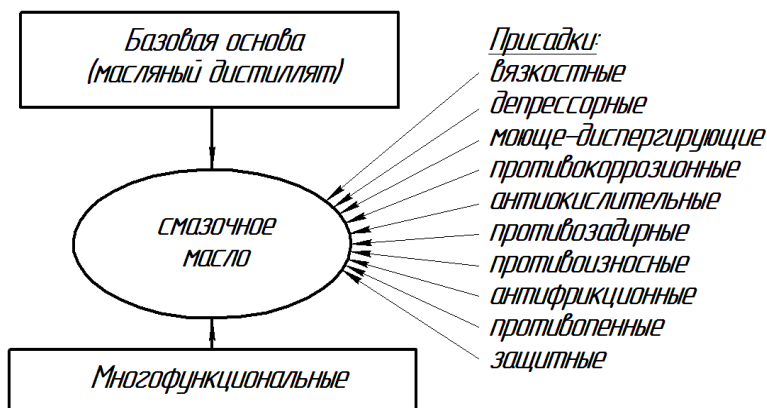 Базовая основа
(масляный дистиллят)
смазочное
масло
Многофункциональные
Присадки:
вязкостные
депрессорные
моюще-диспергирующие
противокоррозионные
антиокислительные
противозадирные
противоизносные
антифрикционные
противопенные
защитные